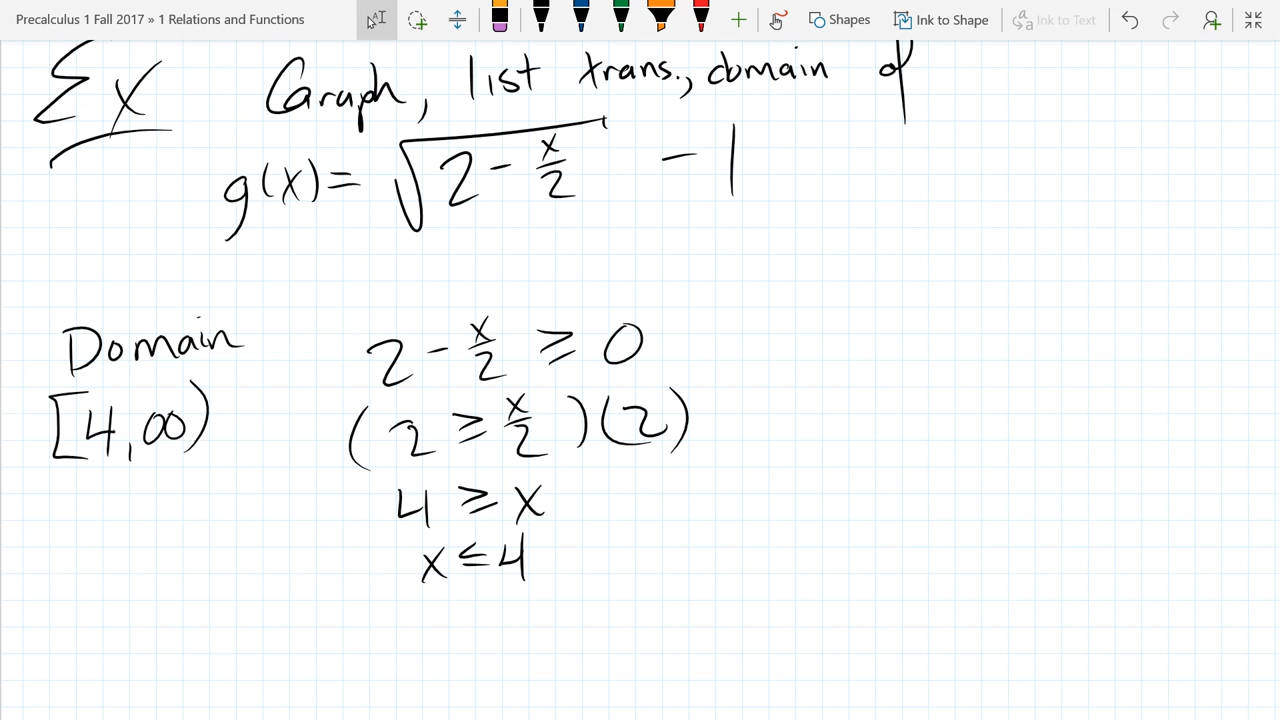 Precalculus 1 Fall 2017 » 1 Relations and Functions
Shapes
Ink to Shape
Ink to Text
Ex Graph, list trans., domain of
g(x) = √(2 - x/2) - 1
Domain
2 - x/2 ≥ 0
[4, ∞)
(2 ≥ x/2)(2)
4 ≥ x
x ≤ 4